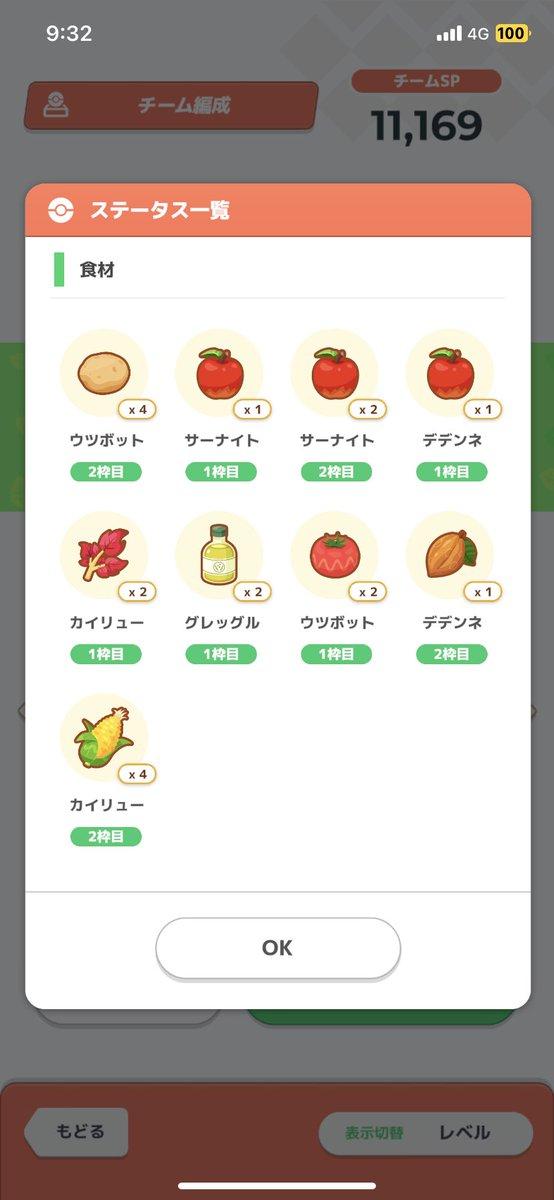 9:32
4G 100
チーム編成
チームSP
11,169
ステータス一覧
食材
x 4
x 1
x 2
x 1
ウツボット
サーナイト
サーナイト
デデンネ
2枠目
1枠目
2枠目
1枠目
x 2
x 2
x 2
x 1
カイリュー
グレッグル
ウツボット
デデンネ
1枠目
1枠目
1枠目
2枠目
x 4
カイリュー
2枠目
OK
もどる
表示切替
レベル